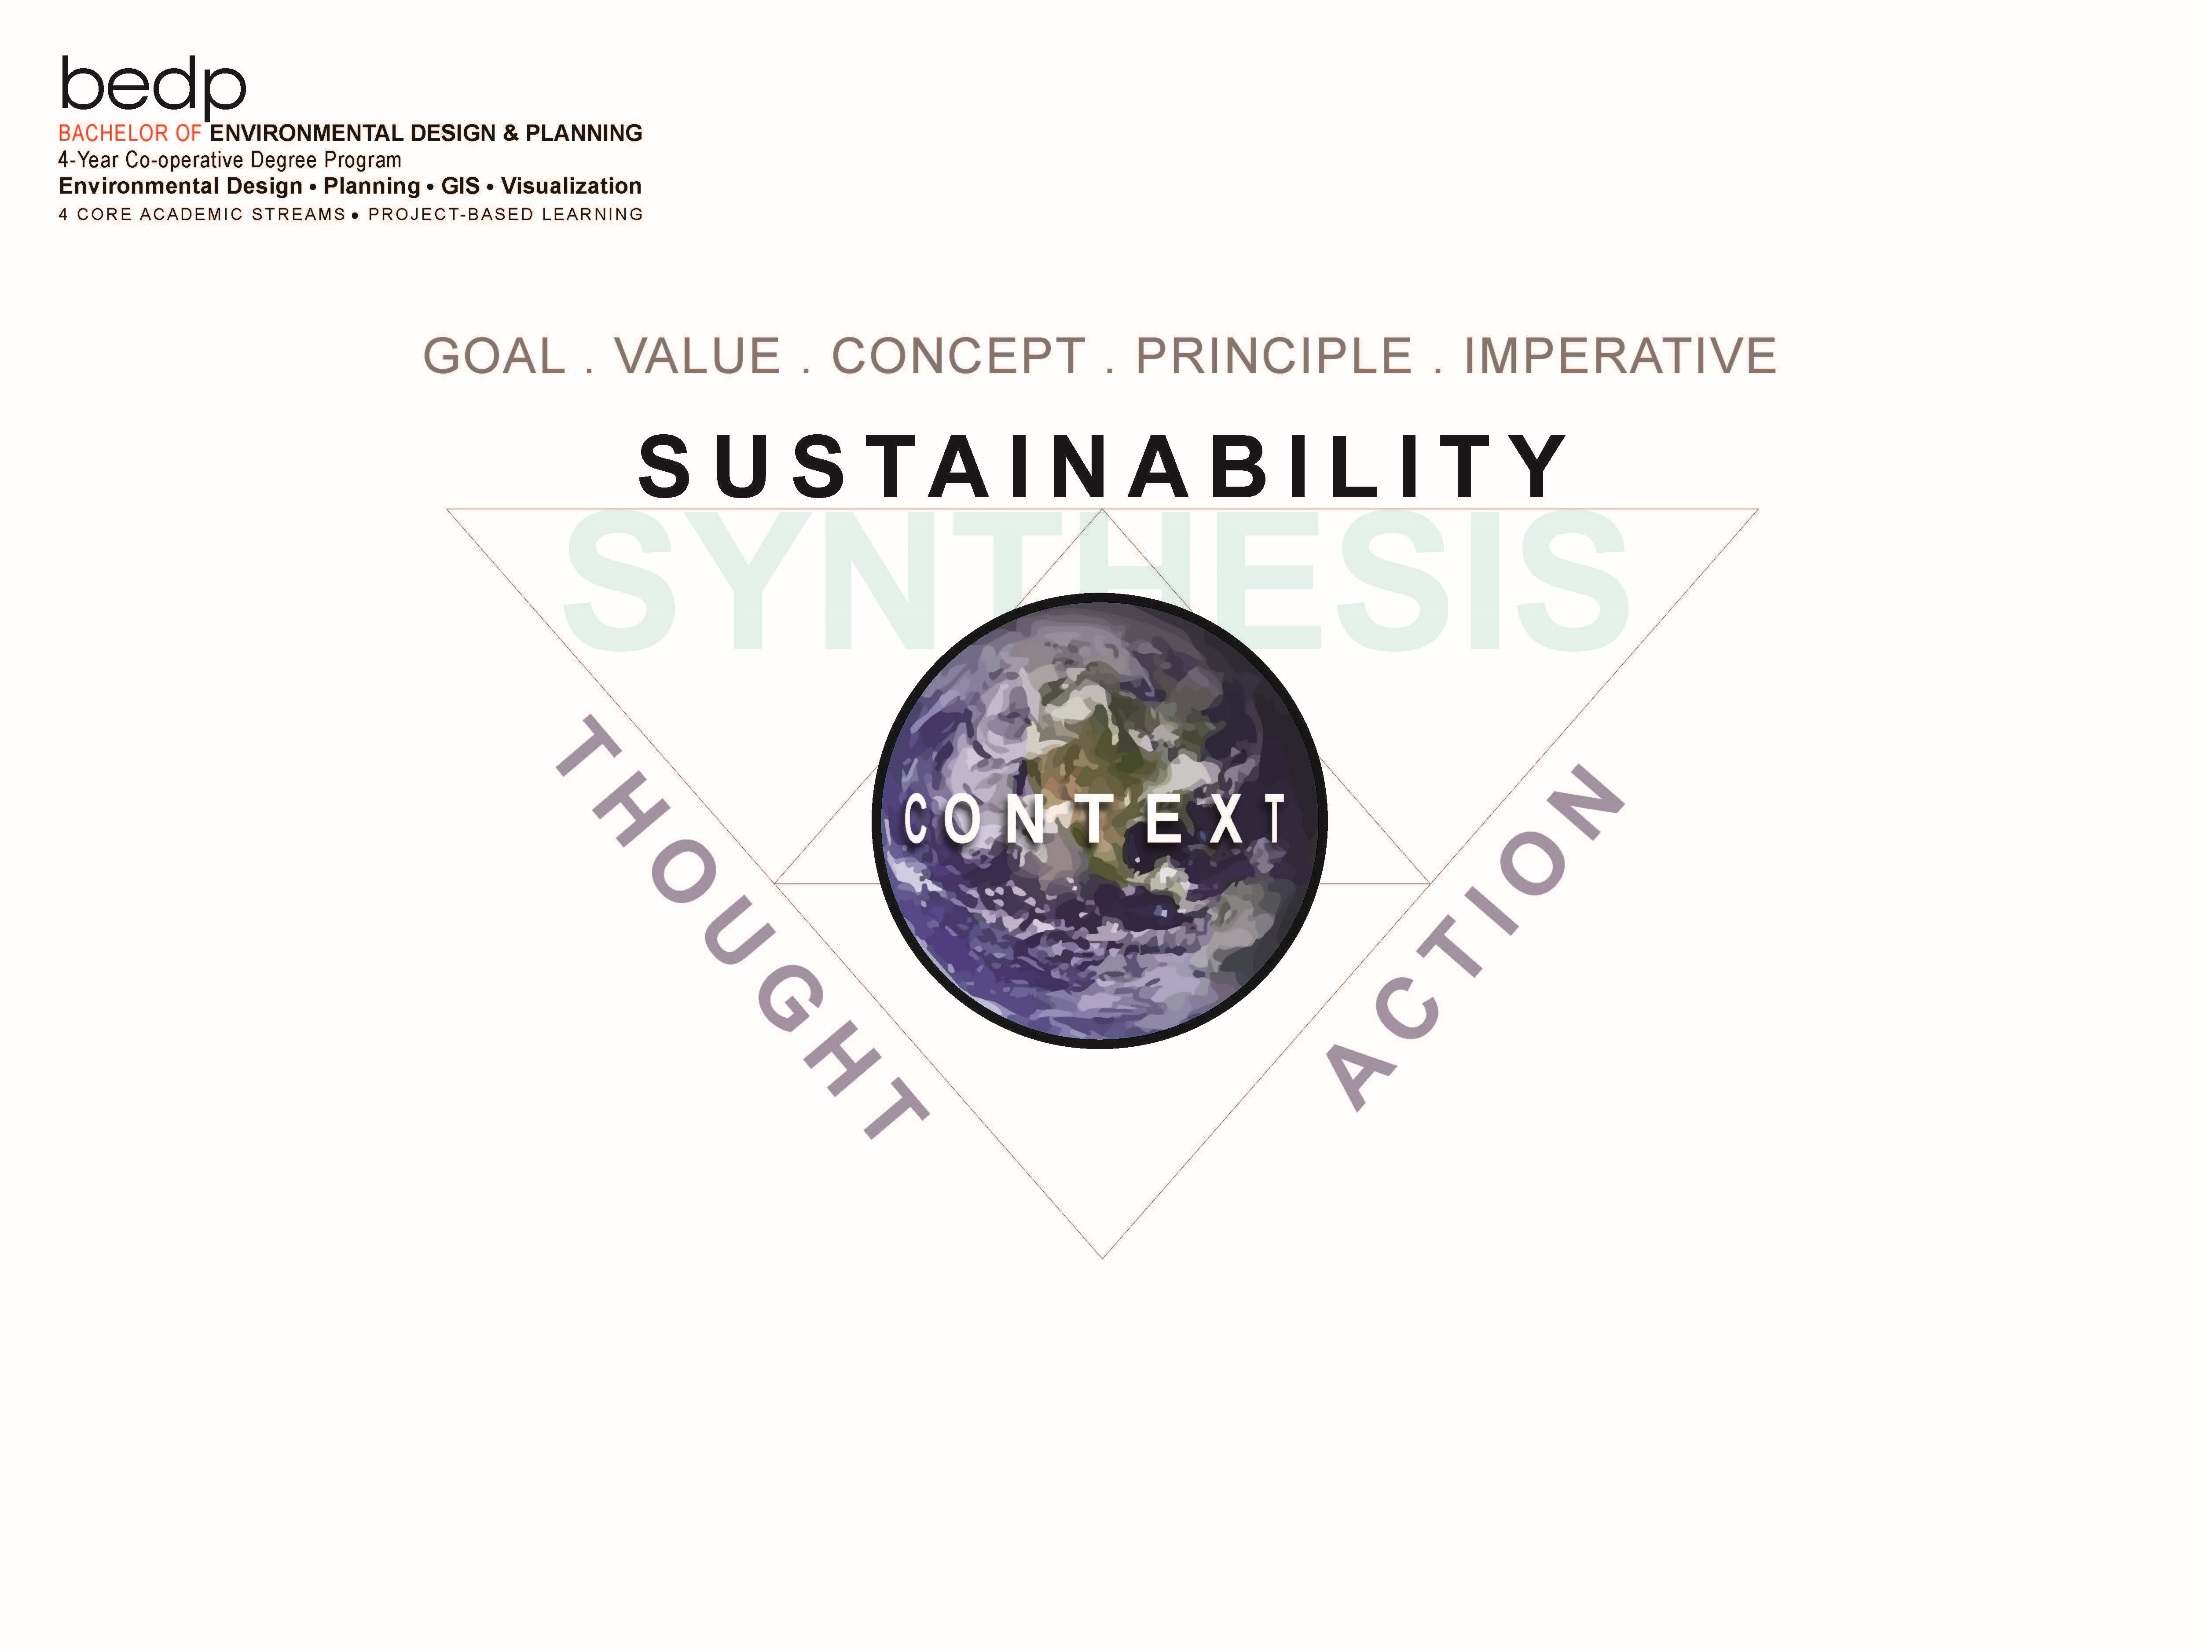 bedp
BACHELOR OF ENVIRONMENTAL DESIGN & PLANNING
4-Year Co-operative Degree Program
Environmental Design • Planning • GIS • Visualization
4 CORE ACADEMIC STREAMS • PROJECT-BASED LEARNING
GOAL . VALUE . CONCEPT . PRINCIPLE . IMPERATIVE
SUSTAINABILITY
SYNTHESIS
THOUGHT
CONTEXT
ACTION